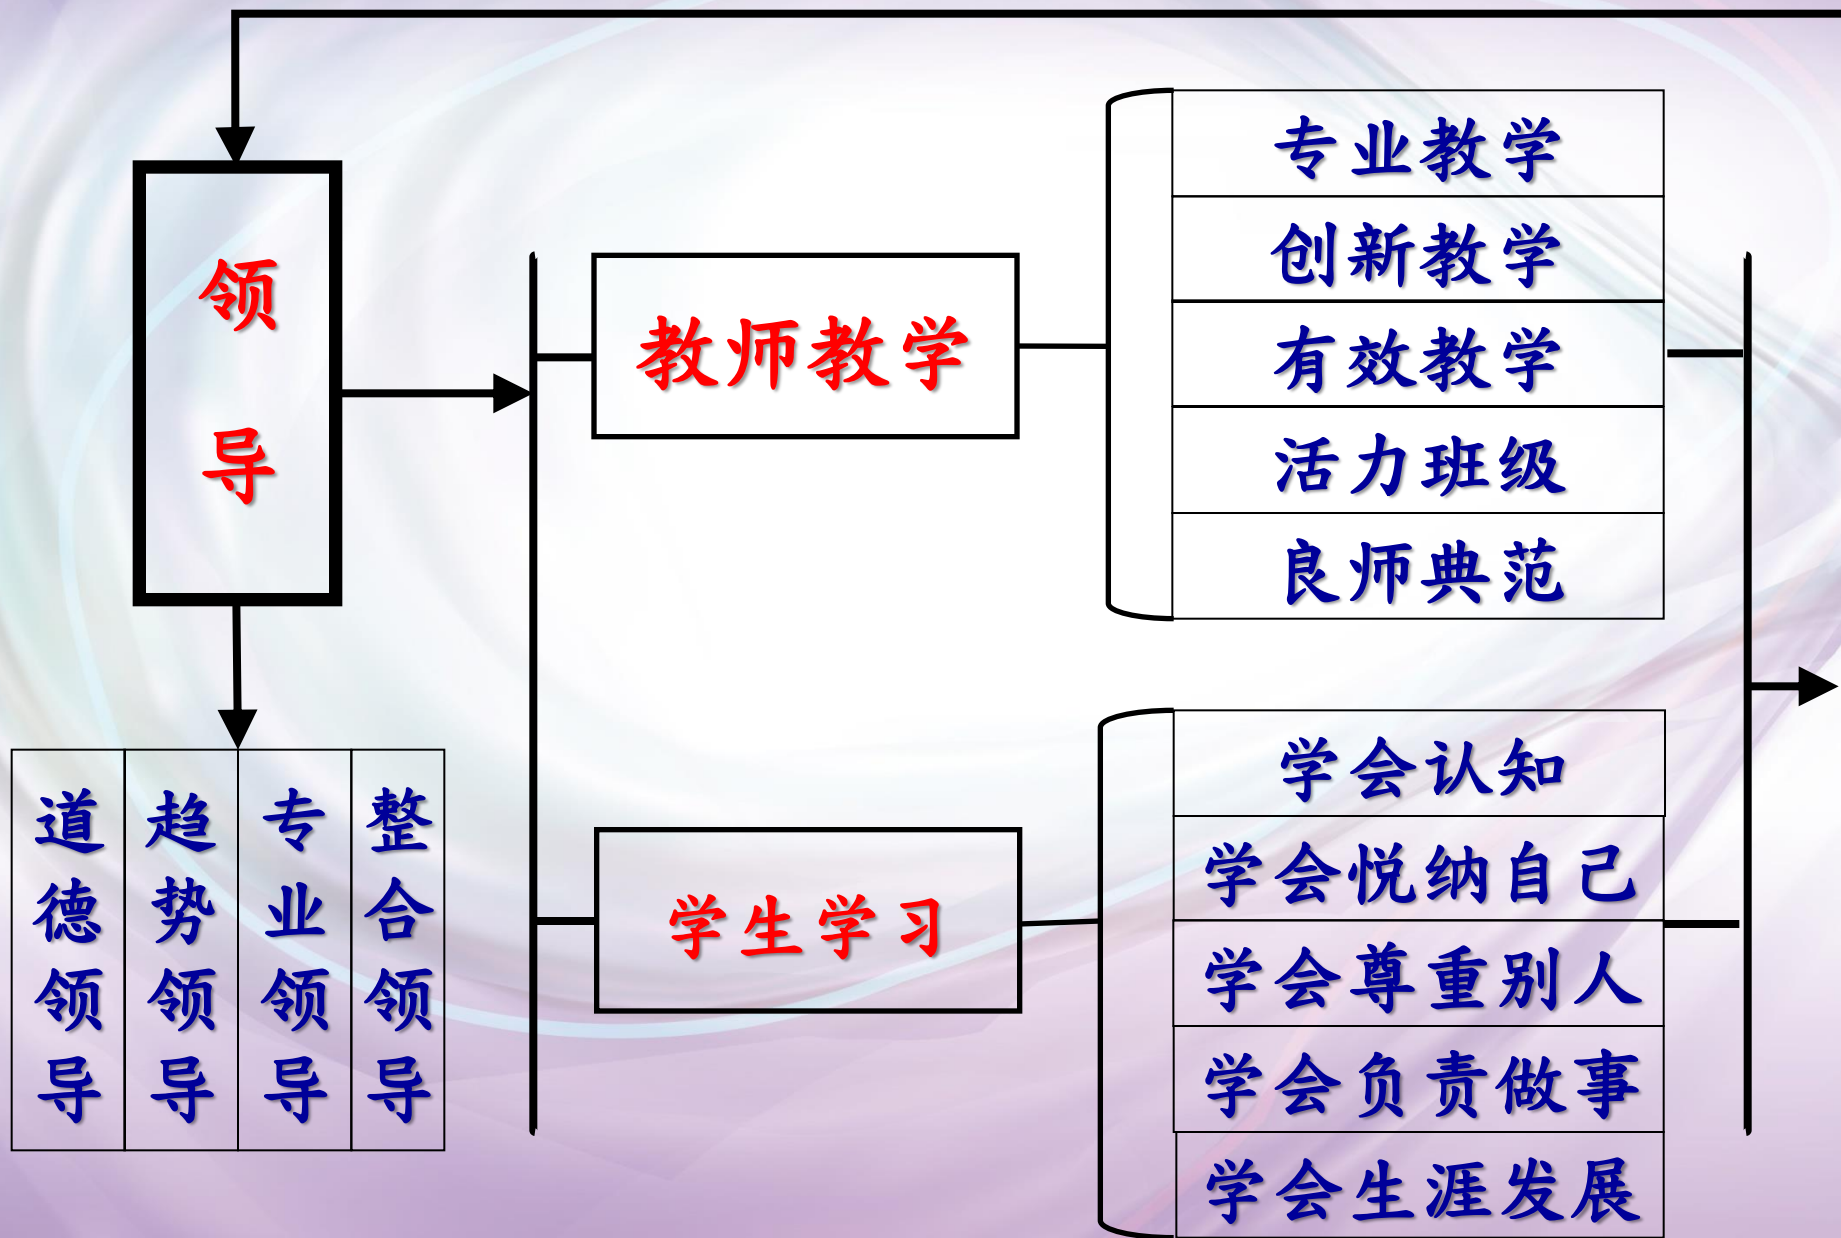 领导
道德领导
趋势领导
专业领导
整合领导
教师教学
专业教学
创新教学
有效教学
活力班级
良师典范
学生学习
学会认知
学会悦纳自己
学会尊重别人
学会负责做事
学会生涯发展